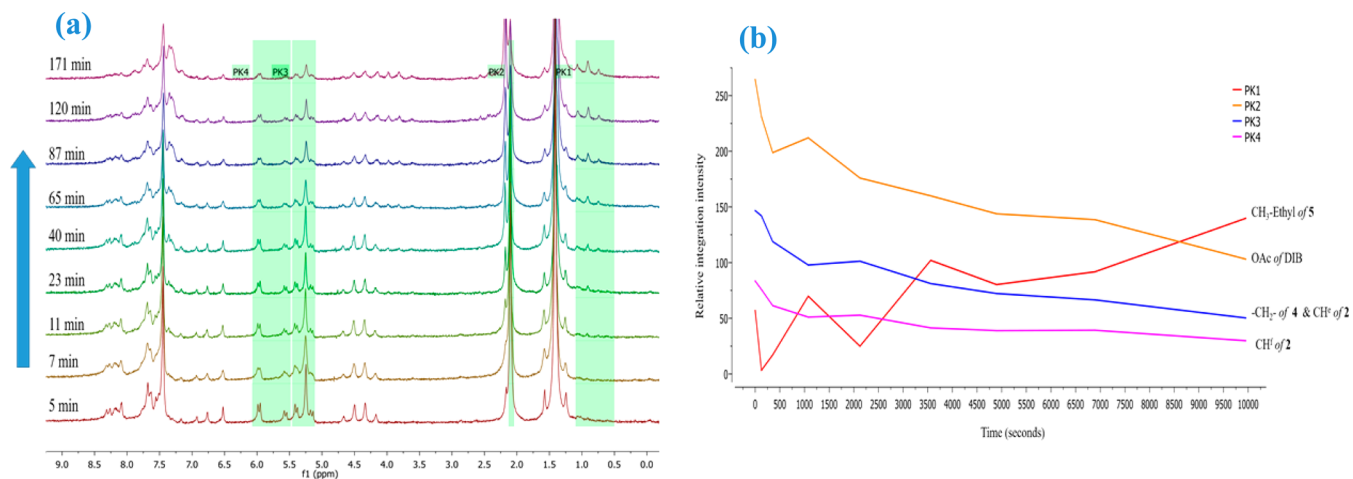 (a)
171 min
PK4
PK3
PK2
PK1
120 min
87 min
65 min
40 min
23 min
11 min
7 min
5 min
9.0 8.5 8.0 7.5 7.0 6.5 6.0 5.5 5.0 4.5 4.0 3.5 3.0 2.5 2.0 1.5 1.0 0.5 0.0
f1 (ppm)
(b)
Relative integration intensity
250
200
150
100
50
0
PK1
PK2
PK3
PK4
CH₃-Ethyl of 5
OAc of DIB
-CH₂- of 4 & CHᵉ of 2
CHᶠ of 2
0 500 1000 1500 2000 2500 3000 3500 4000 4500 5000 5500 6000 6500 7000 7500 8000 8500 9000 9500 10000
Time (seconds)